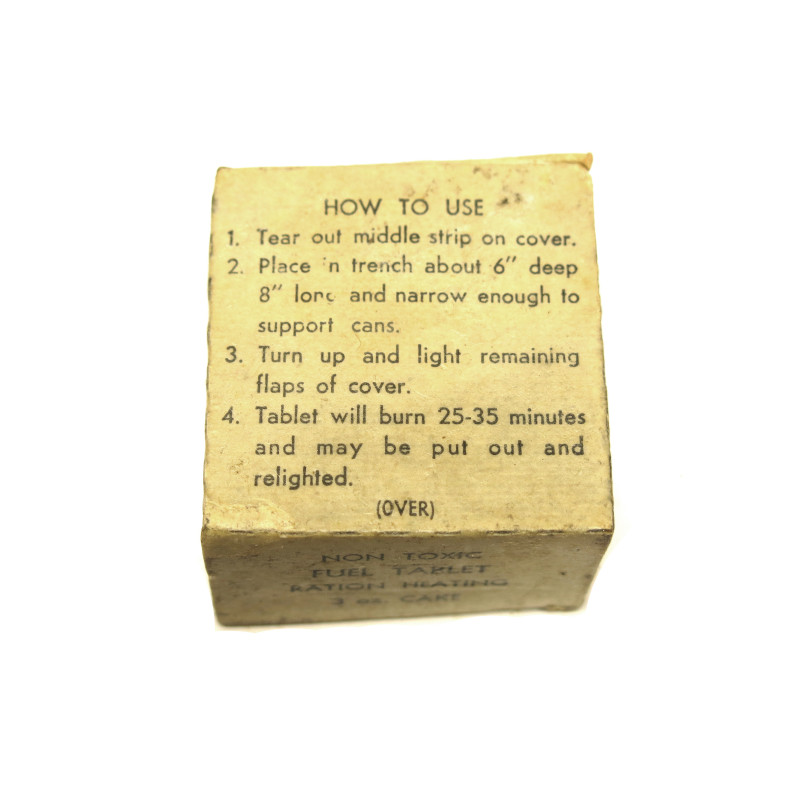 HOW TO USE
1. Tear out middle strip on cover.
2. Place in trench about 6" deep
8" long and narrow enough to
support cans.
3. Turn up and light remaining
flaps of cover.
4. Tablet will burn 25-35 minutes
and may be put out and
relighted.
(OVER)
NON TOXIC
FUEL TABLET
RATION HEATING
3 oz. CAKE